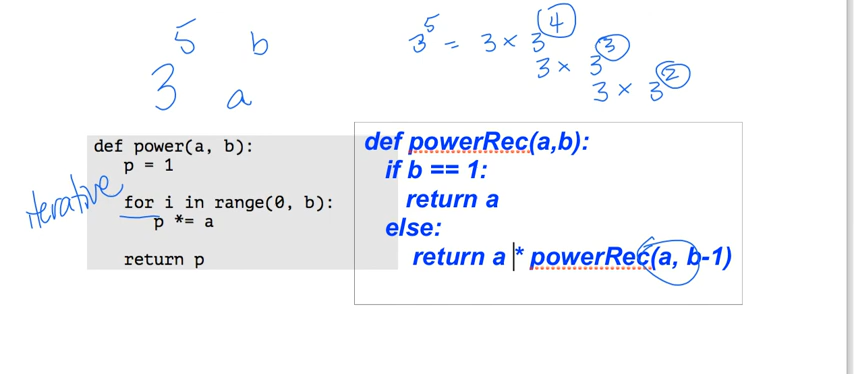 3^5 b
a
3^5 = 3 × 3^4
3 × 3^3
3 × 3^2
iterative
def power(a, b):
p = 1
for i in range(0, b):
p *= a
return p
def powerRec(a,b):
if b == 1:
return a
else:
return a * powerRec(a, b-1)